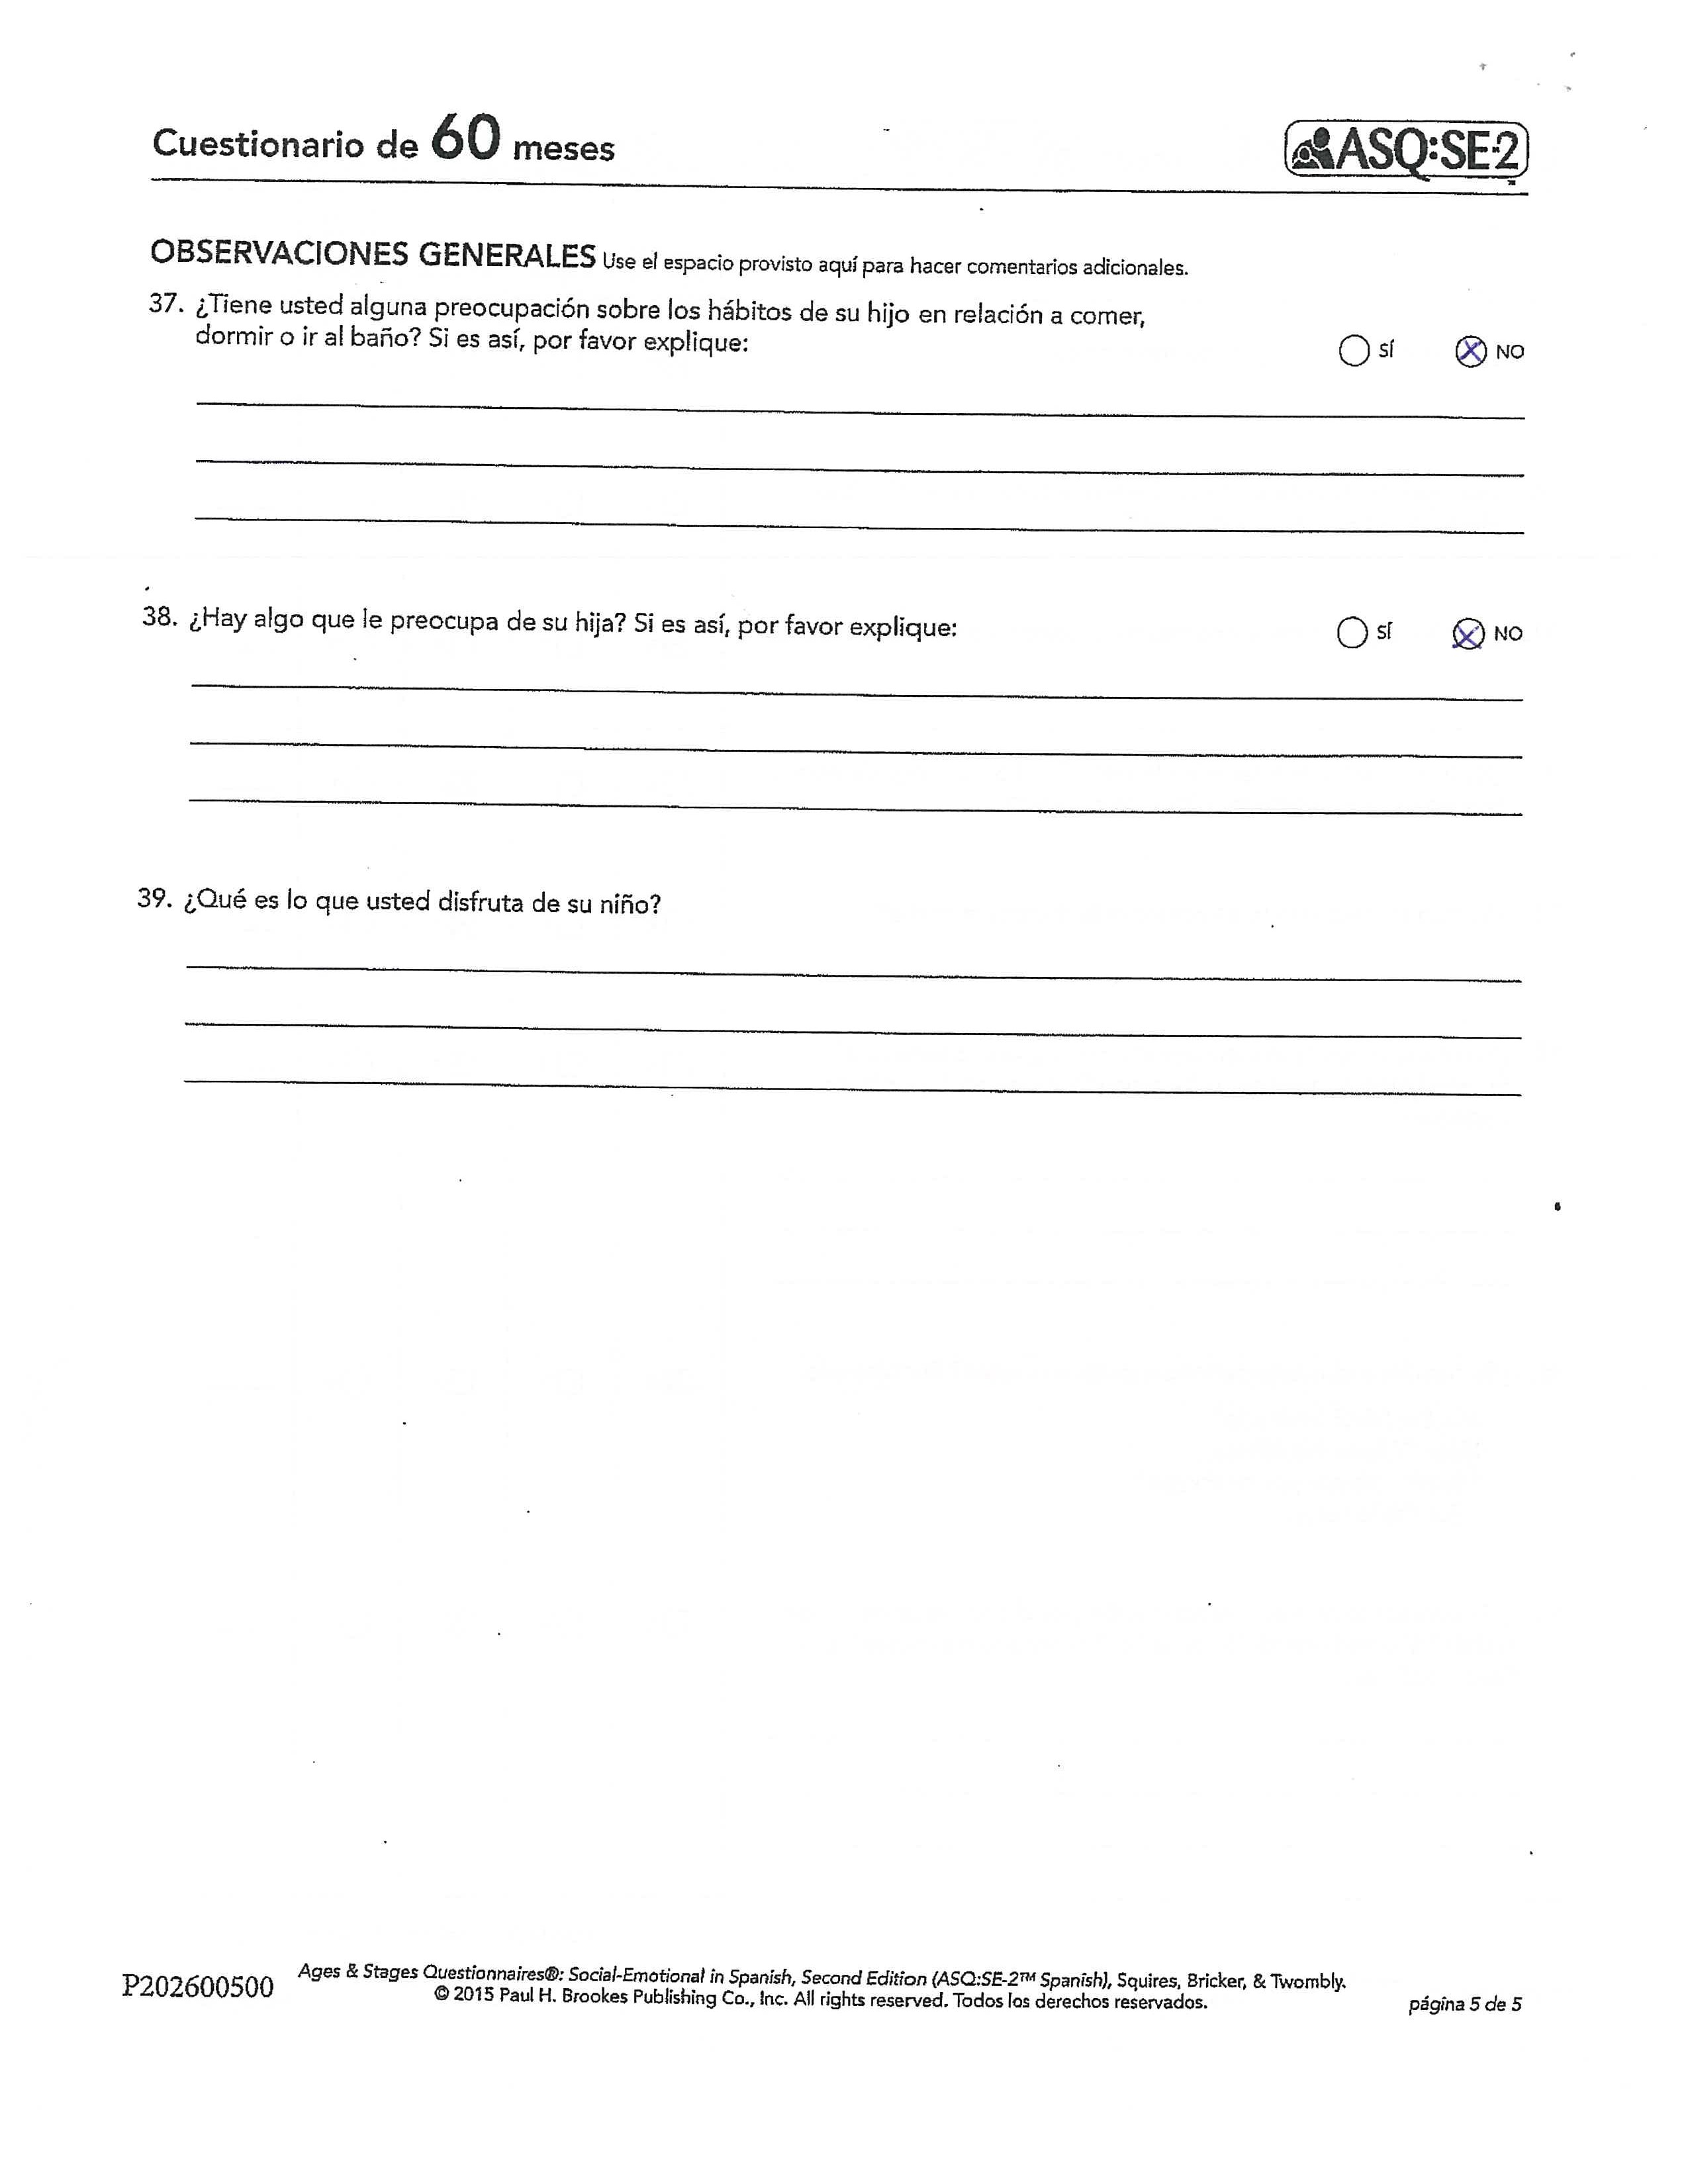 Cuestionario de 60 meses
ASQ:SE-2
OBSERVACIONES GENERALES Use el espacio provisto aquí para hacer comentarios adicionales.
37. ¿Tiene usted alguna preocupación sobre los hábitos de su hijo en relación a comer,
dormir o ir al baño? Si es así, por favor explique:
SÍ NO
38. ¿Hay algo que le preocupa de su hija? Si es así, por favor explique:
SÍ NO
39. ¿Qué es lo que usted disfruta de su niño?
P202600500
Ages & Stages Questionnaires®: Social-Emotional in Spanish, Second Edition (ASQ:SE-2™ Spanish), Squires, Bricker, & Twombly.
© 2015 Paul H. Brookes Publishing Co., Inc. All rights reserved. Todos los derechos reservados.
página 5 de 5